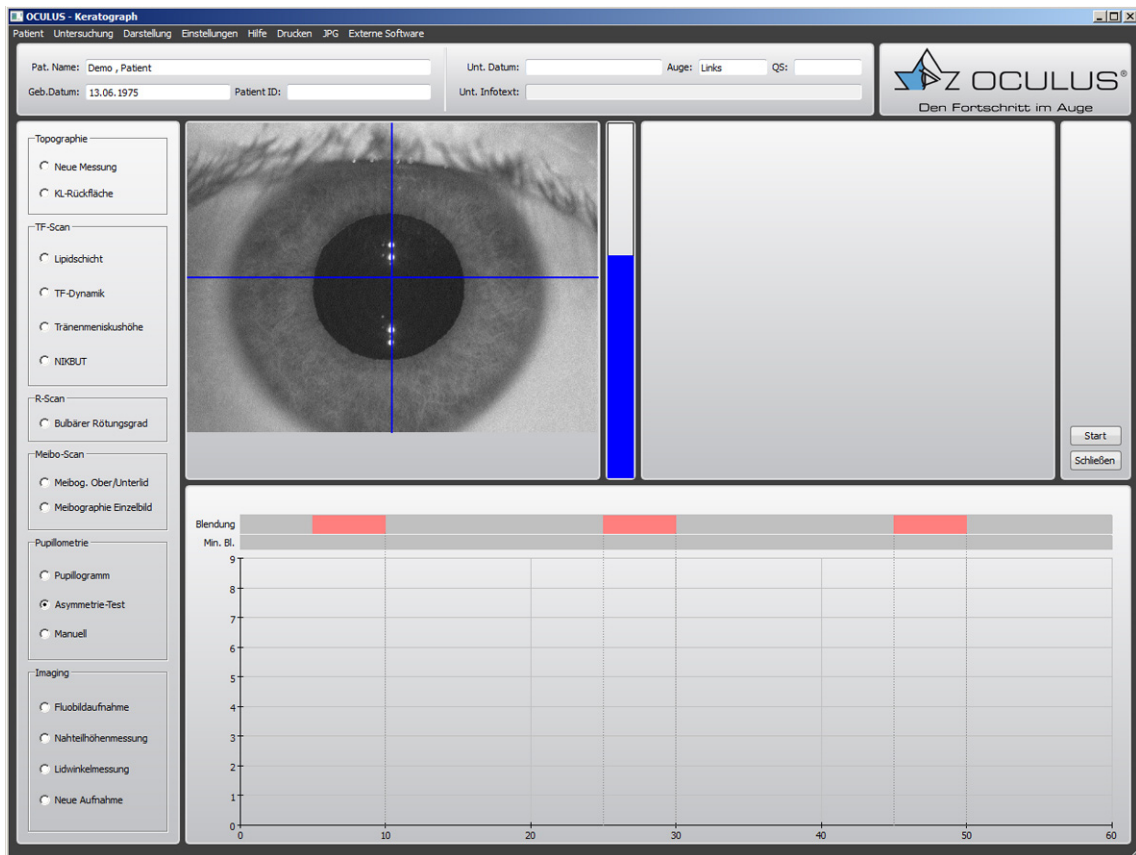 OCULUS - Keratograph
Patient Untersuchung Darstellung Einstellungen Hilfe Drucken JPG Externe Software
Pat. Name: Demo , Patient
Geb.Datum: 13.06.1975 Patient ID:
Unt. Datum: Auge: Links QS:
Unt. Infotext:
OCULUS®
Den Fortschritt im Auge
Topographie
Neue Messung
KL-Rückfläche
TF-Scan
Lipidschicht
TF-Dynamik
Tränenmeniskushöhe
NIKBUT
R-Scan
Bulbärer Rötungsgrad
Meibo-Scan
Meibog. Ober/Unterlid
Meibographie Einzelbild
Pupillometrie
Pupillogramm
Asymmetrie-Test
Manuell
Imaging
Fluobildaufnahme
Nahteilhöhenmessung
Lidwinkelmessung
Neue Aufnahme
Start
Schließen
Blendung
Min. Bl.
9
8
7
6
5
4
3
2
1
0
0 10 20 30 40 50 60